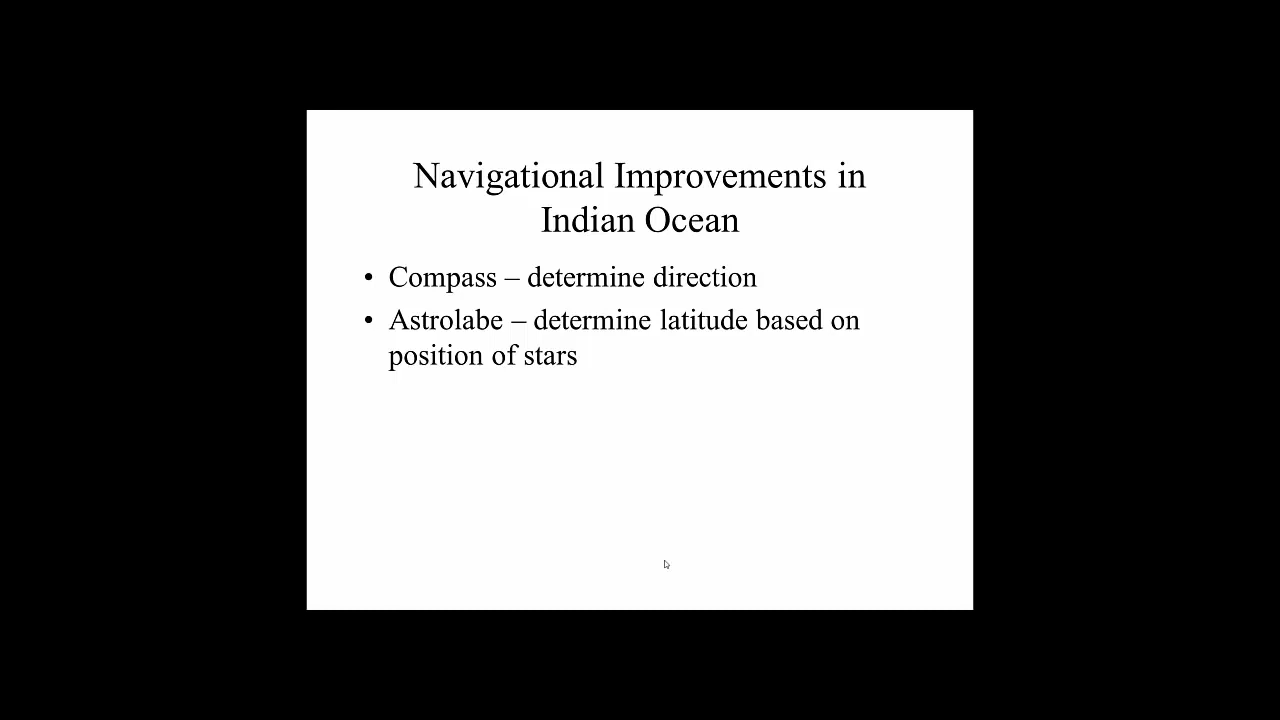 Navigational Improvements in
Indian Ocean
• Compass – determine direction
• Astrolabe – determine latitude based on
position of stars